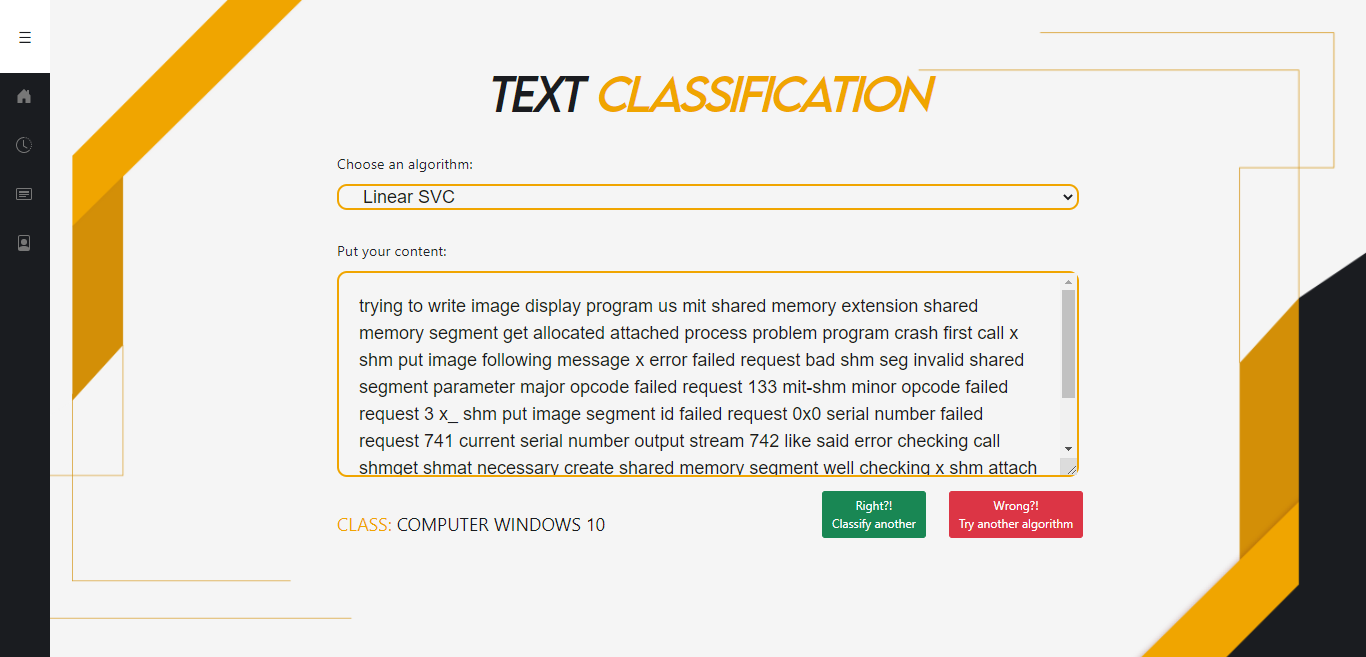 TEXT CLASSIFICATION
Choose an algorithm:
Linear SVC
Put your content:
trying to write image display program us mit shared memory extension shared
memory segment get allocated attached process problem program crash first call x
shm put image following message x error failed request bad shm seg invalid shared
segment parameter major opcode failed request 133 mit-shm minor opcode failed
request 3 x_ shm put image segment id failed request 0x0 serial number failed
request 741 current serial number output stream 742 like said error checking call
shmget shmat necessary create shared memory segment well checking x shm attach
CLASS: COMPUTER WINDOWS 10
Right?!
Classify another
Wrong?!
Try another algorithm